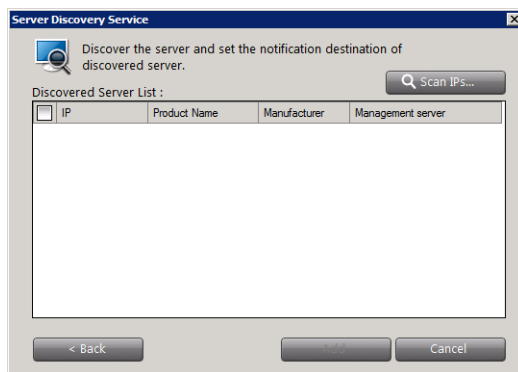 Server Discovery Service
Discover the server and set the notification destination of
discovered server.
Scan IPs...
Discovered Server List :
IP Product Name Manufacturer Management server
< Back Add Cancel